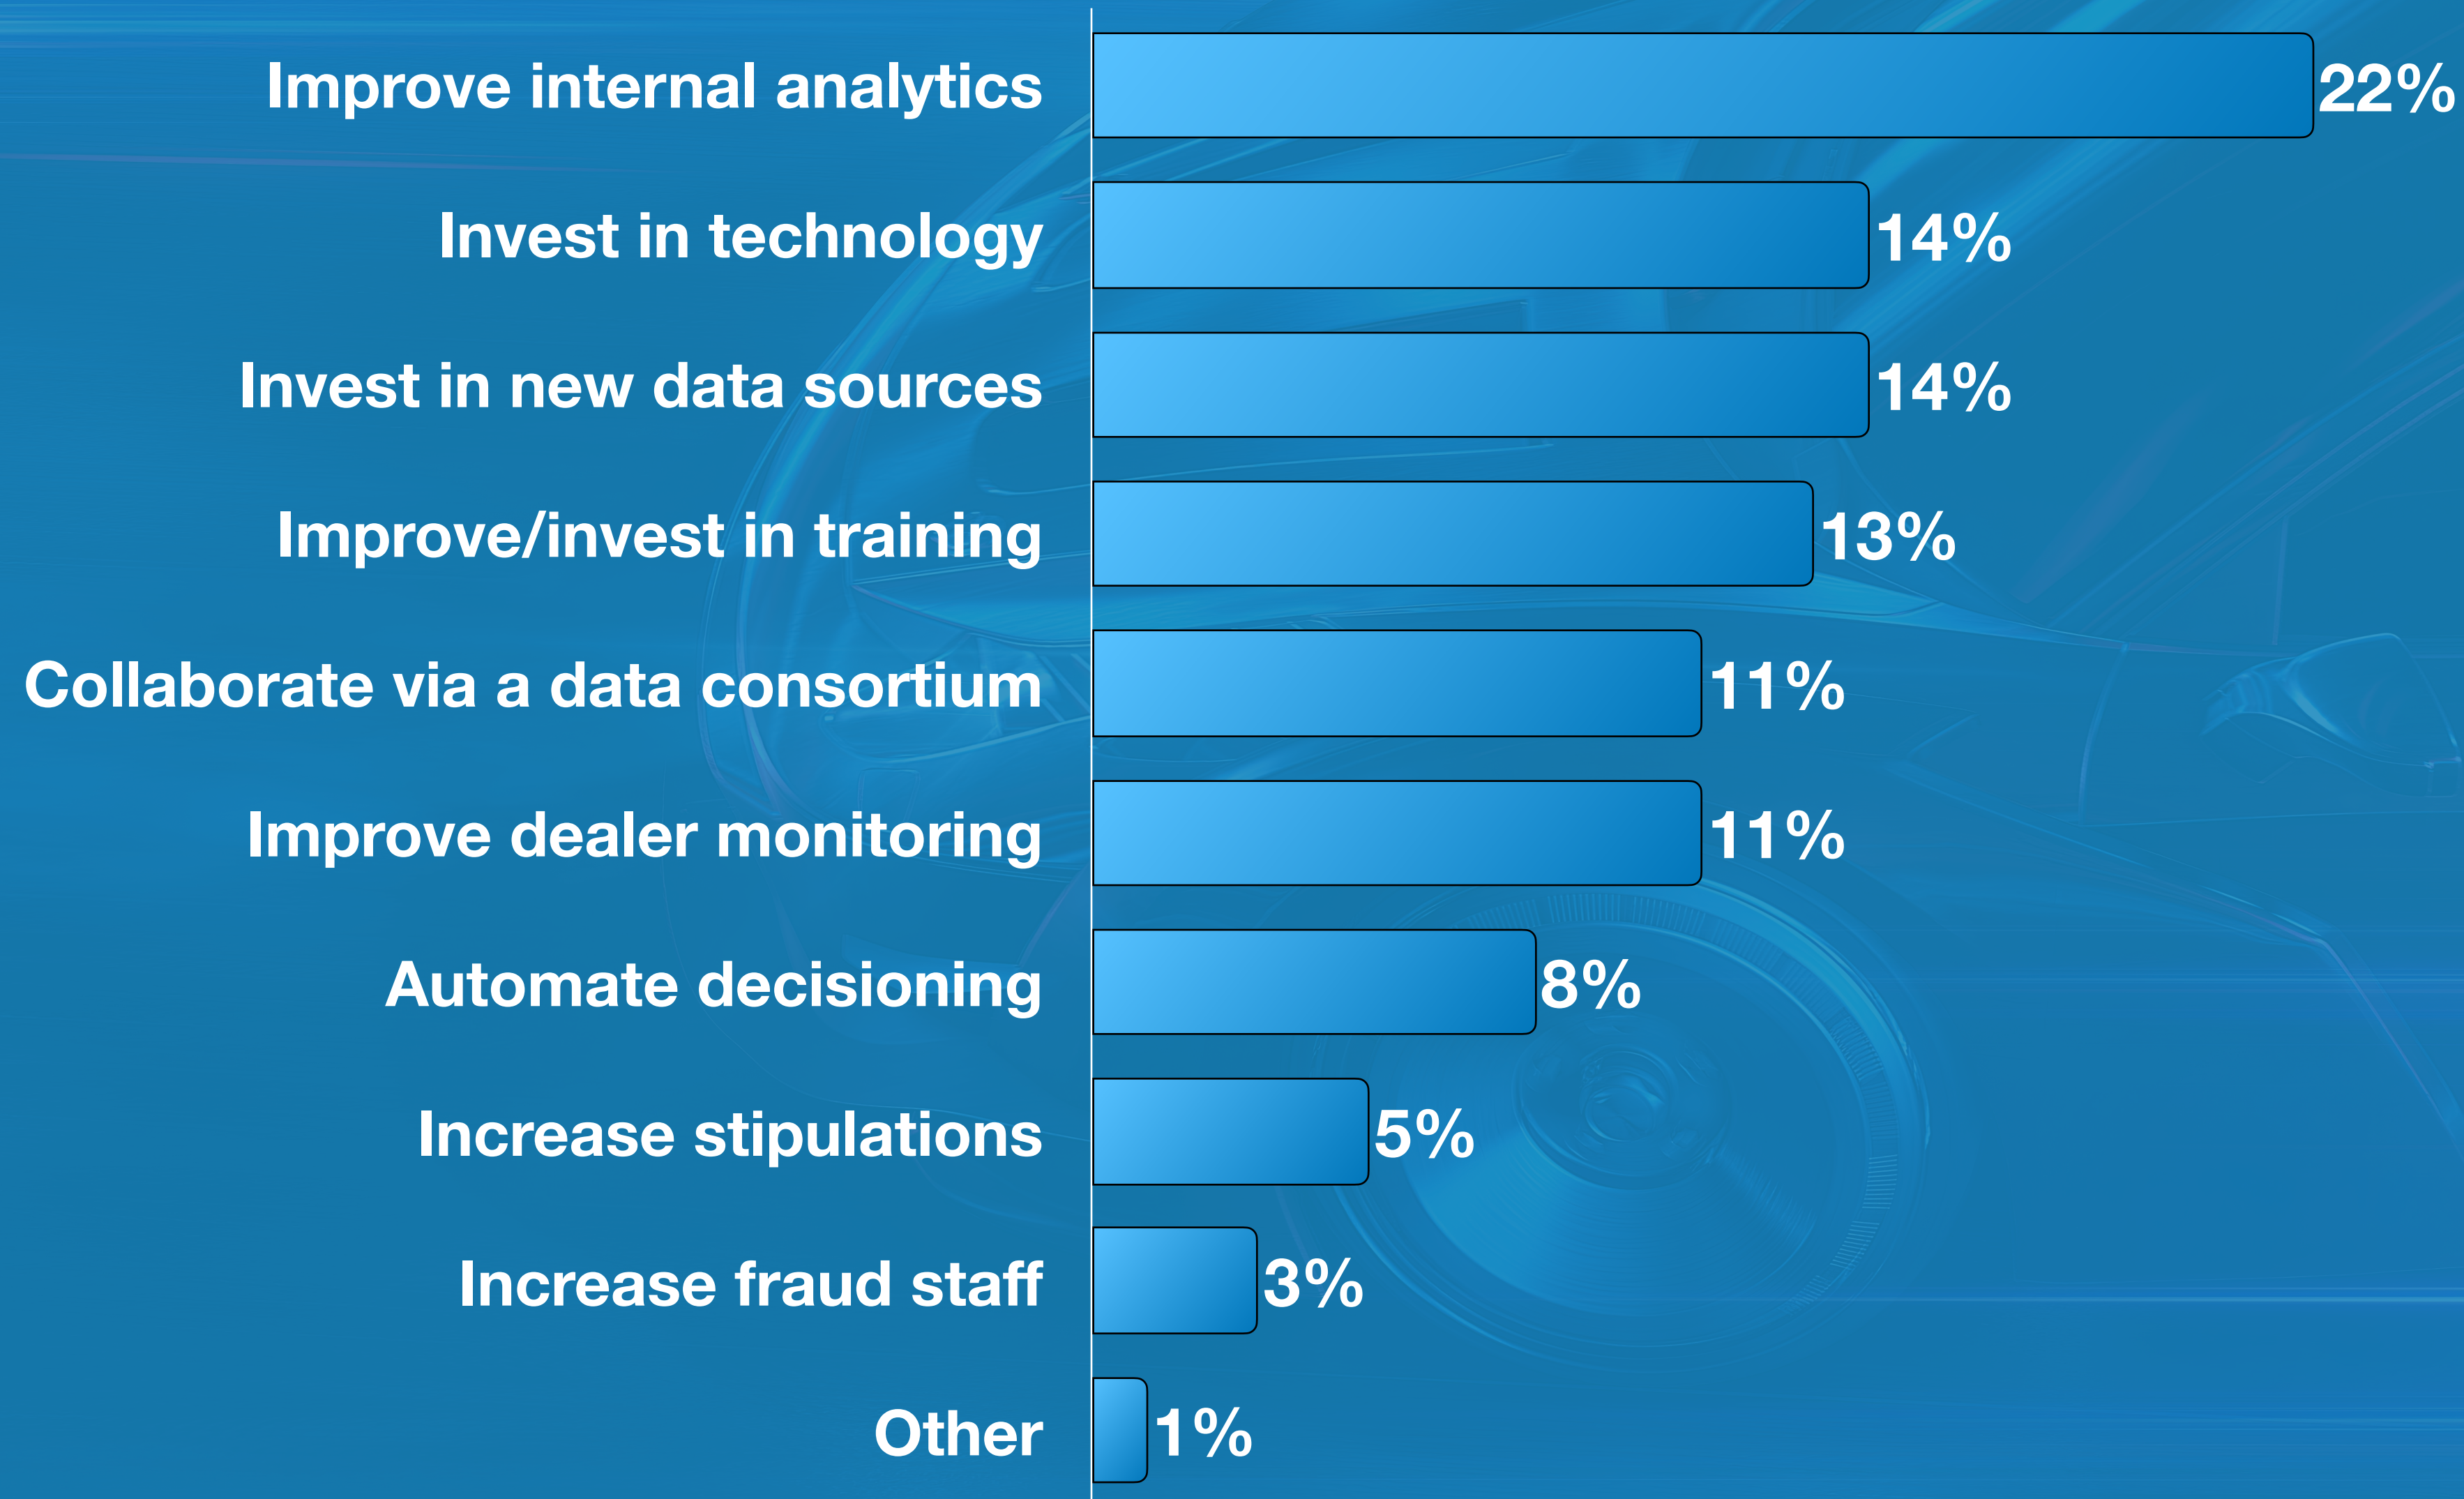 Improve internal analytics 22%
Invest in technology 14%
Invest in new data sources 14%
Improve/invest in training 13%
Collaborate via a data consortium 11%
Improve dealer monitoring 11%
Automate decisioning 8%
Increase stipulations 5%
Increase fraud staff 3%
Other 1%